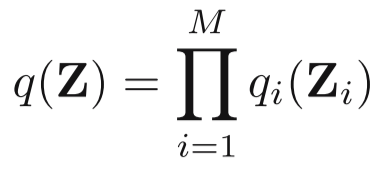 q(𝐙) = ∏_{i=1}^{M} q_i(𝐙_i)